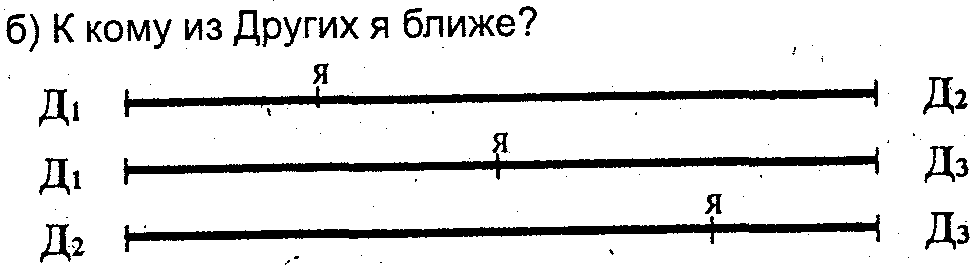 б) К кому из Других я ближе?
я
Д1 Д2
я
Д1 Д3
я
Д2 Д3